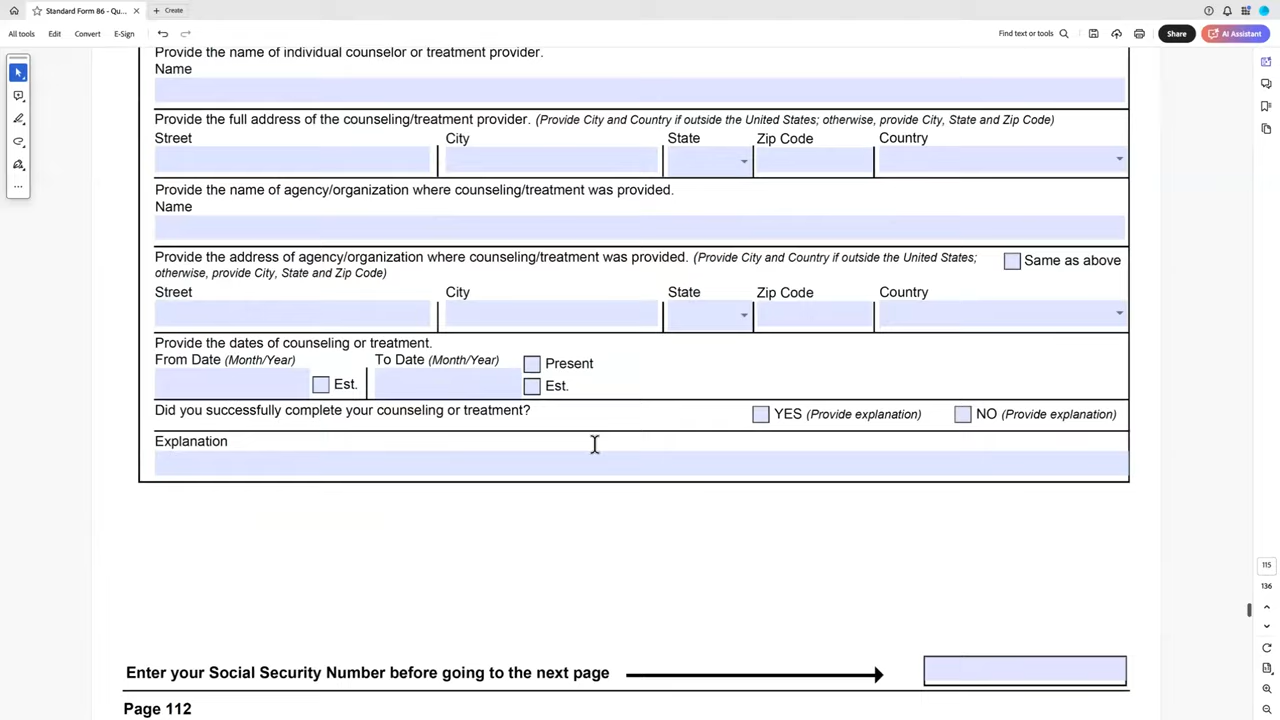 Standard Form 86 - Qu...
Create
All tools
Edit
Convert
E-Sign
Find text or tools
Share
AI Assistant
Provide the name of individual counselor or treatment provider.
Name
Provide the full address of the counseling/treatment provider. (Provide City and Country if outside the United States; otherwise, provide City, State and Zip Code)
Street City State Zip Code Country
Provide the name of agency/organization where counseling/treatment was provided.
Name
Provide the address of agency/organization where counseling/treatment was provided. (Provide City and Country if outside the United States;
otherwise, provide City, State and Zip Code)
Same as above
Street City State Zip Code Country
Provide the dates of counseling or treatment.
From Date (Month/Year) To Date (Month/Year) Present
Est. Est.
Did you successfully complete your counseling or treatment? YES (Provide explanation) NO (Provide explanation)
Explanation
115
136
Enter your Social Security Number before going to the next page
Page 112